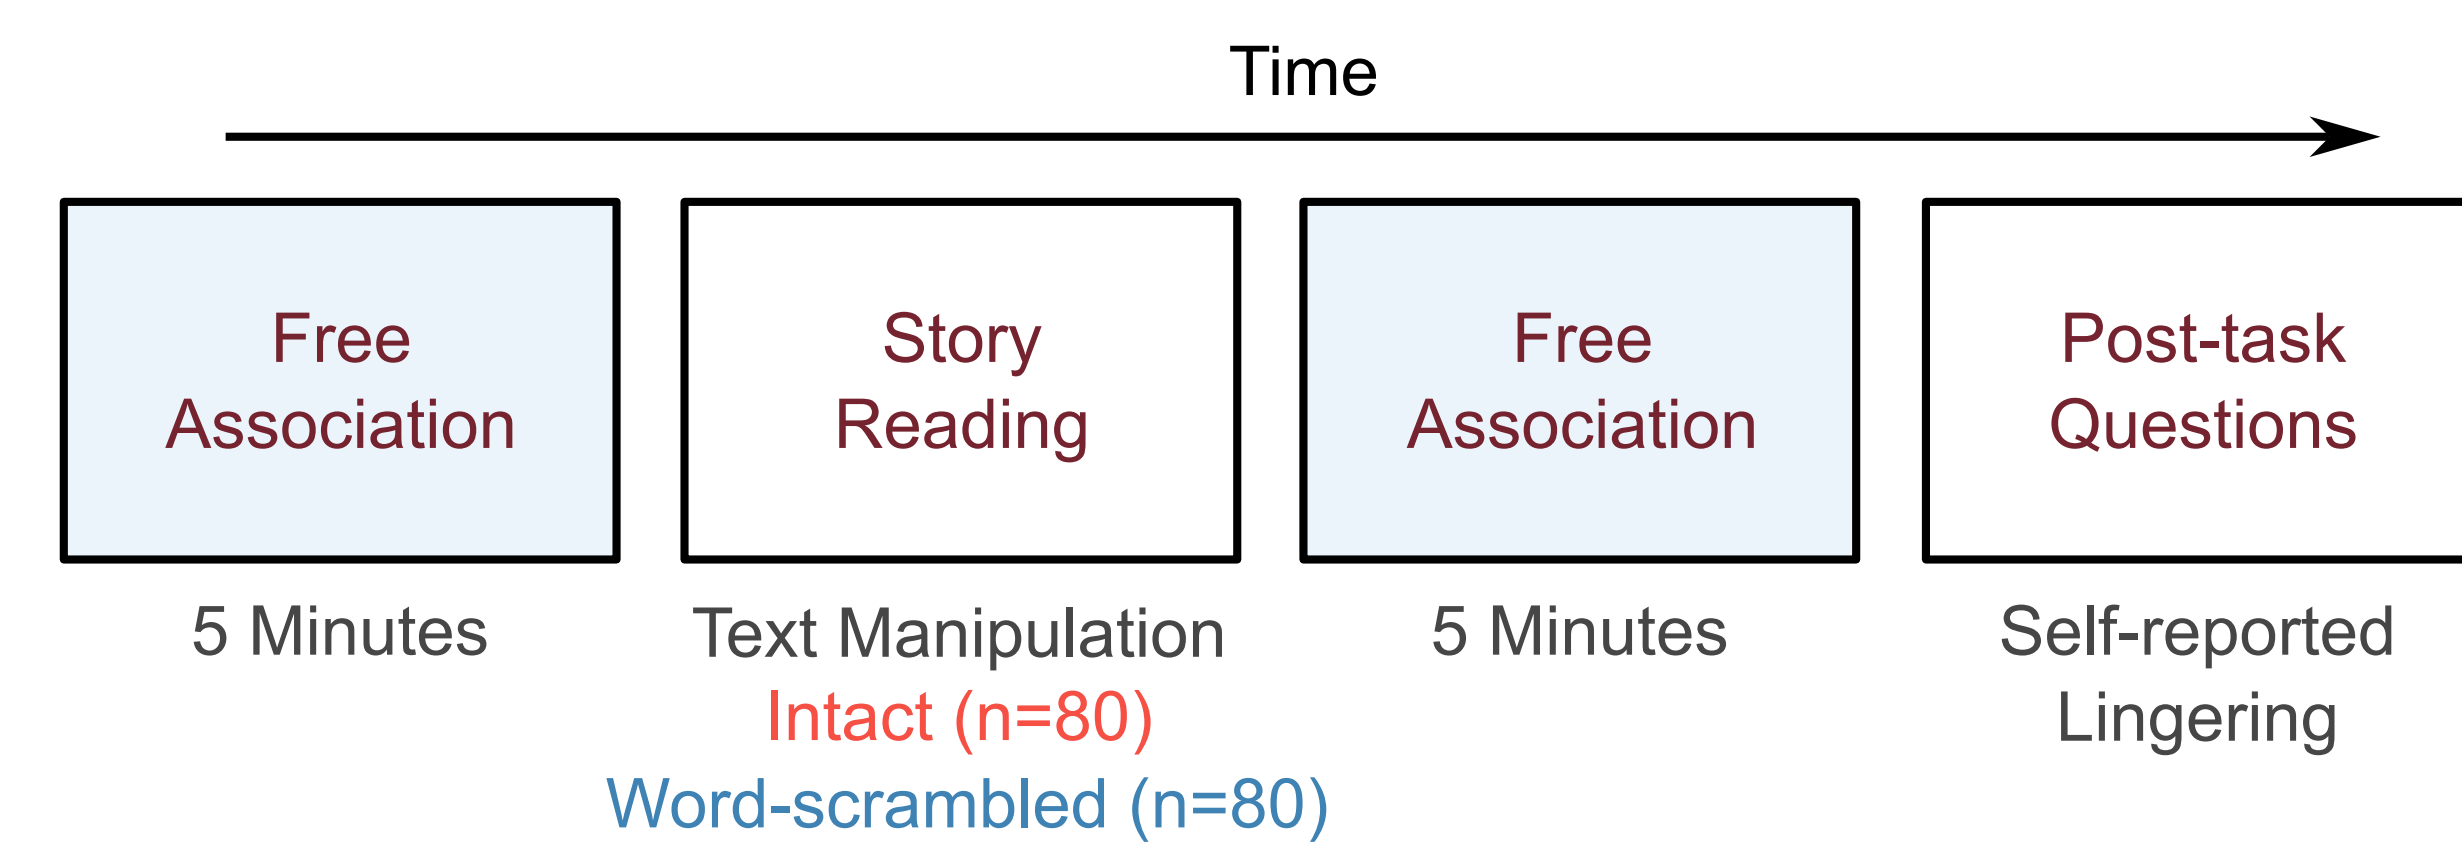 Time
Free
Association
5 Minutes
Story
Reading
Text Manipulation
Intact (n=80)
Word-scrambled (n=80)
Free
Association
5 Minutes
Post-task
Questions
Self-reported
Lingering